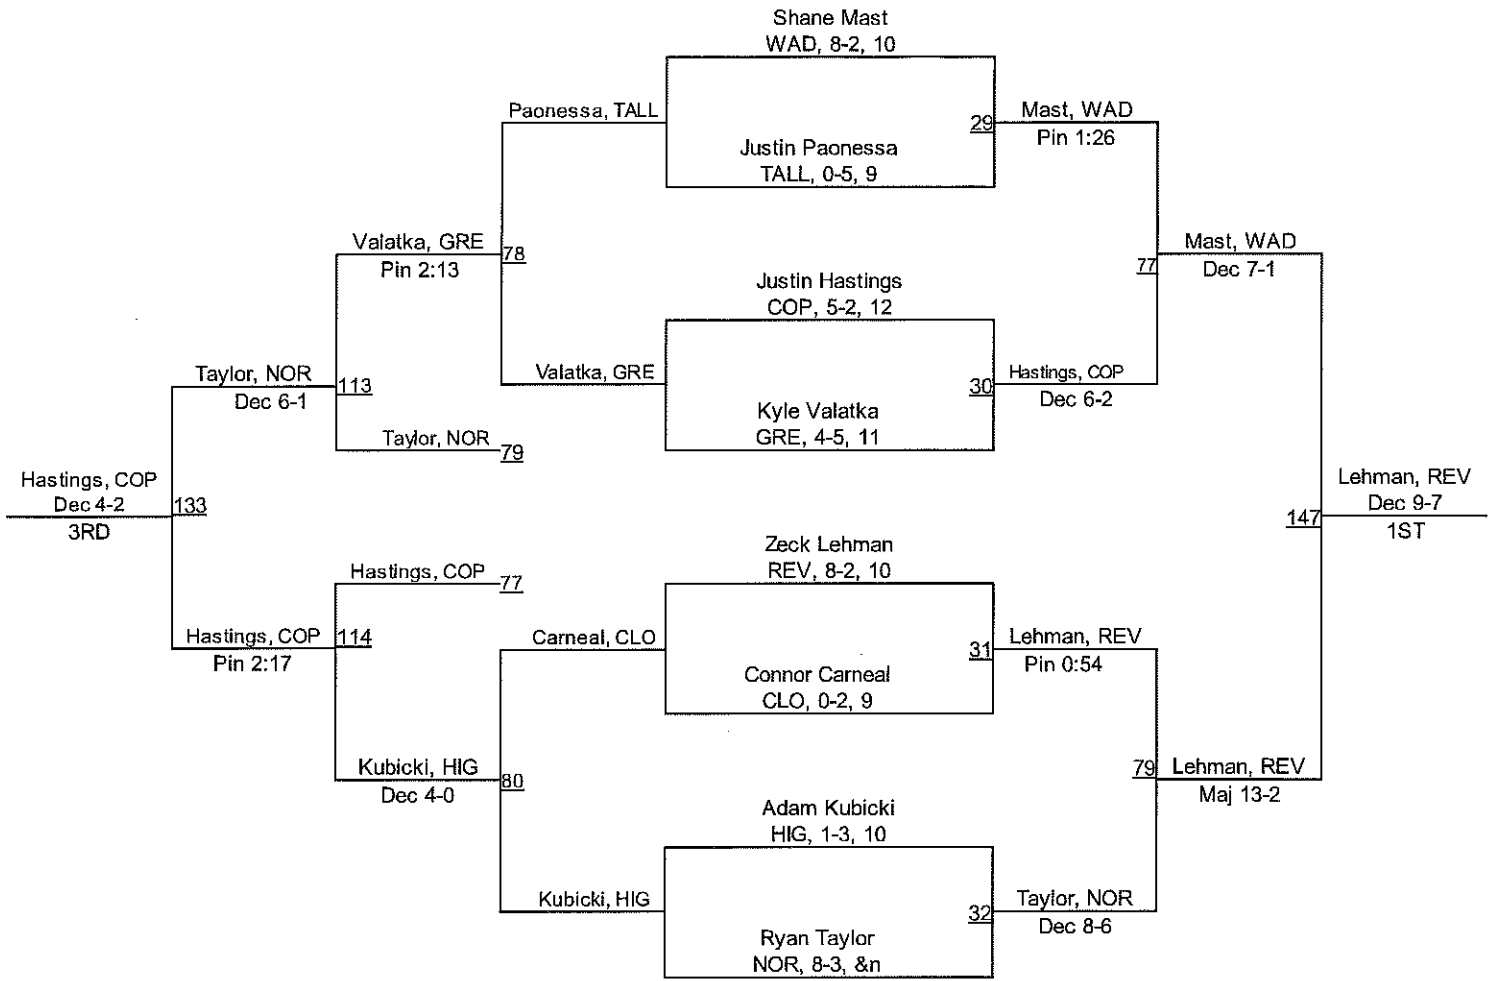 Shane Mast
WAD, 8-2, 10
Paonessa, TALL
29
Mast, WAD
Pin 1:26
Justin Paonessa
TALL, 0-5, 9
Valatka, GRE
Pin 2:13
78
Mast, WAD
Dec 7-1
77
Justin Hastings
COP, 5-2, 12
Taylor, NOR
Dec 6-1
113
Valatka, GRE
30
Hastings, COP
Dec 6-2
Kyle Valatka
GRE, 4-5, 11
Taylor, NOR
79
Hastings, COP
Dec 4-2
3RD
133
Lehman, REV
Dec 9-7
1ST
147
Zeck Lehman
REV, 8-2, 10
Hastings, COP
77
Hastings, COP
Pin 2:17
114
Carneal, CLO
31
Lehman, REV
Pin 0:54
Connor Carneal
CLO, 0-2, 9
Kubicki, HIG
Dec 4-0
80
79
Lehman, REV
Maj 13-2
Adam Kubicki
HIG, 1-3, 10
Kubicki, HIG
32
Taylor, NOR
Dec 8-6
Ryan Taylor
NOR, 8-3, &n